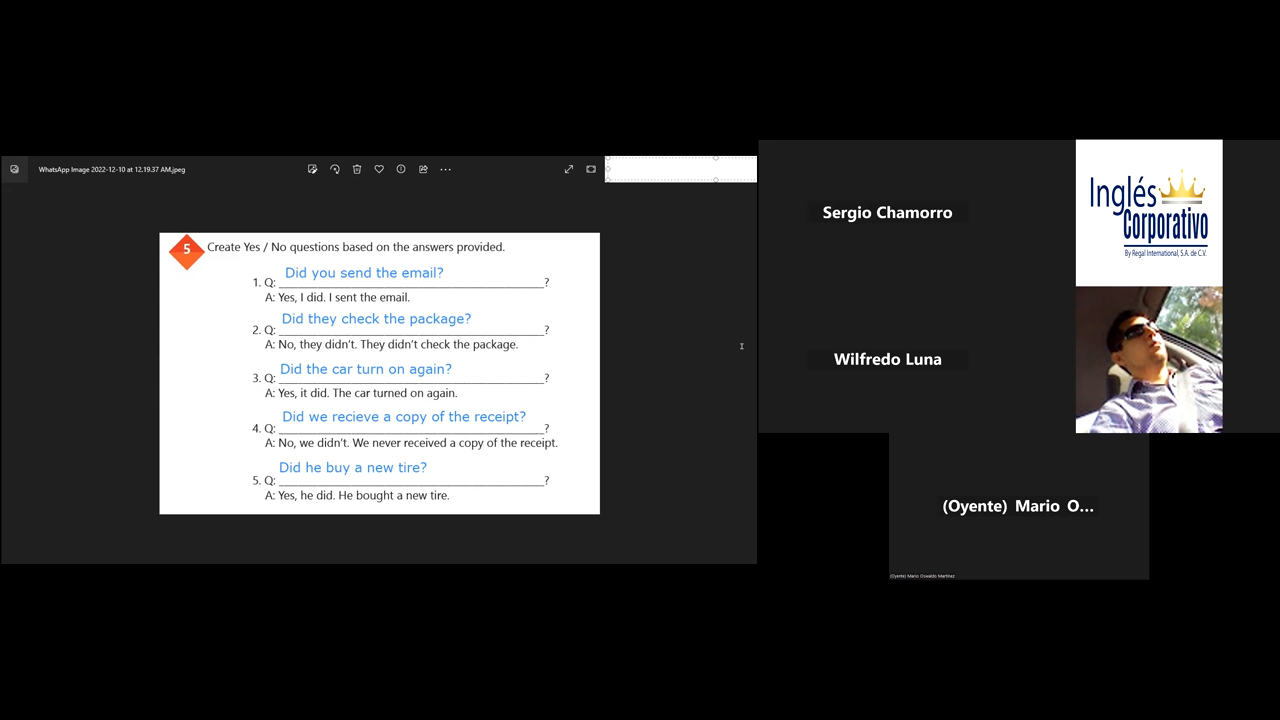 WhatsApp Image 2022-12-10 at 12.19.37 AM.jpeg
5 Create Yes / No questions based on the answers provided.
Did you send the email?
1. Q: ?
A: Yes, I did. I sent the email.
Did they check the package?
2. Q: ?
A: No, they didn't. They didn't check the package.
Did the car turn on again?
3. Q: ?
A: Yes, it did. The car turned on again.
Did we recieve a copy of the receipt?
4. Q: ?
A: No, we didn't. We never received a copy of the receipt.
Did he buy a new tire?
5. Q: ?
A: Yes, he did. He bought a new tire.
Sergio Chamorro
Inglés
Corporativo
By Regal International, S.A. de C.V.
Wilfredo Luna
(Oyente) Mario O...
(Oyente) Mario Oswaldo Martínez